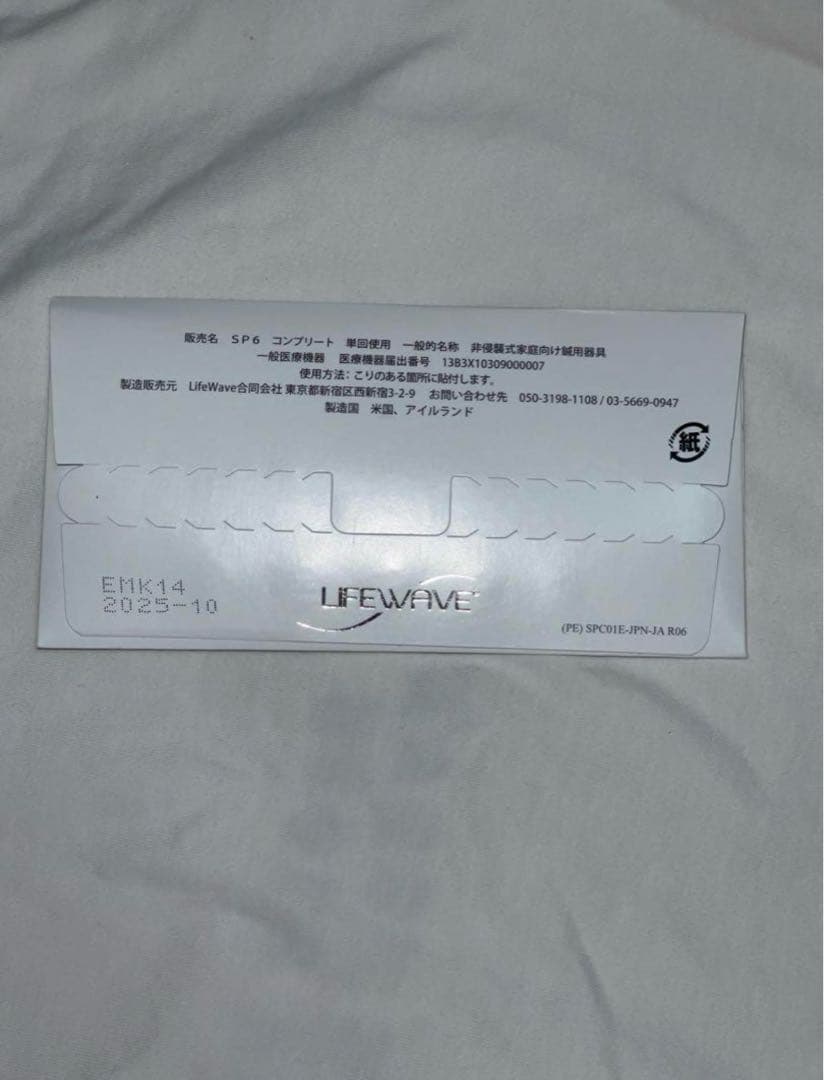 販売名　ＳＰ６　コンプリート　単回使用　一般的名称　非侵襲式家庭向け鍼用器具
一般医療機器　医療機器届出番号　13B3X10309000007
使用方法：こりのある箇所に貼付します。
製造販売元　LifeWave合同会社 東京都新宿区西新宿3-2-9　お問い合わせ先　050-3198-1108 / 03-5669-0947
製造国　米国、アイルランド
紙
EMK14
2025-10
LIFEWAVE
(PE) SPC01E-JPN-JA R06